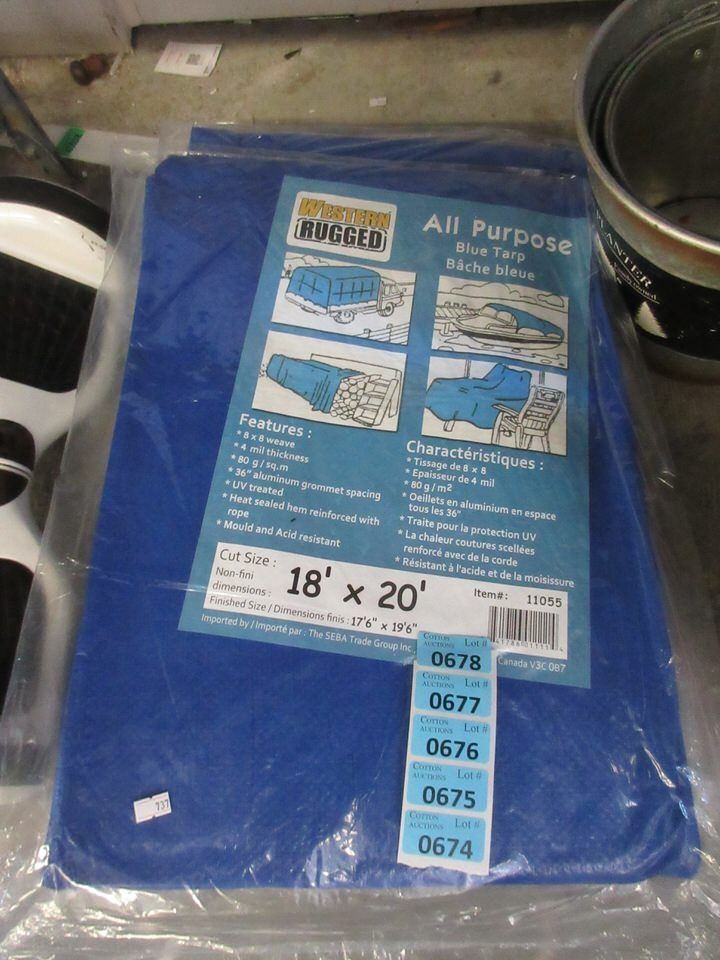 WESTERN
RUGGED
All Purpose
Blue Tarp
Bâche bleue
Features :
* 8 x 8 weave
* 4 mil thickness
* 80 g/sq.m
* 36" aluminum grommet spacing
* UV treated
* Heat sealed hem reinforced with
rope
* Mould and Acid resistant
Charactéristiques :
* Tissage de 8 x 8
* Epaisseur de 4 mil
* 80 g / m2
* Oeillets en aluminium en espace
tous les 36"
* Traite pour la protection UV
* La chaleur coutures scellées
renforcé avec de la corde
* Résistant à l'acide et de la moisissure
Cut Size :
Non-fini
dimensions :
18' x 20'
Item#: 11055
Finished Size / Dimensions finis : 17'6" x 19'6"
Imported by / Importé par : The SEBA Trade Group Inc.
Canada V3C 0B7
COTTON
AUCTIONS
Lot #
0678
COTTON
AUCTIONS
Lot #
0677
COTTON
AUCTIONS
Lot #
0676
COTTON
AUCTIONS
Lot #
0675
COTTON
AUCTIONS
Lot #
0674
937